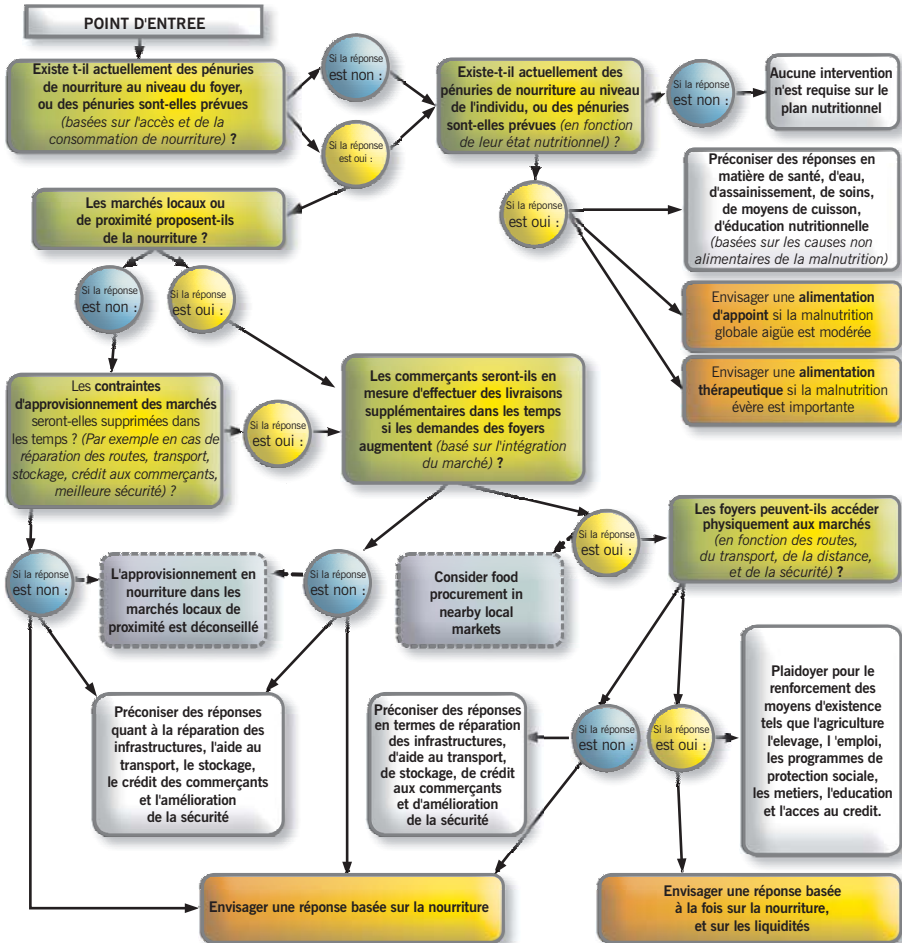 POINT D'ENTREE
Existe t-il actuellement des pénuries
de nourriture au niveau du foyer,
ou des pénuries sont-elles prévues
(basées sur l'accès et de la
consommation de nourriture) ?
Si la réponse
est non :
Si la réponse
est oui :
Existe-t-il actuellement des
pénuries de nourriture au niveau
de l'individu, ou des pénuries
sont-elles prévues (en fonction
de leur état nutritionnel) ?
Si la réponse
est non :
Aucune intervention
n'est requise sur le
plan nutritionnel
Si la réponse
est oui :
Préconiser des réponses en
matière de santé, d'eau,
d'assainissement, de soins,
de moyens de cuisson,
d'éducation nutritionnelle
(basées sur les causes non
alimentaires de la malnutrition)
Envisager une alimentation
d'appoint si la malnutrition
globale aigüe est modérée
Envisager une alimentation
thérapeutique si la malnutrition
évère est importante
Les marchés locaux ou
de proximité proposent-ils
de la nourriture ?
Si la réponse
est non :
Si la réponse
est oui :
Les contraintes
d'approvisionnement des marchés
seront-elles supprimées dans
les temps ? (Par exemple en cas de
réparation des routes, transport,
stockage, crédit aux commerçants,
meilleure sécurité) ?
Si la réponse
est oui :
Les commerçants seront-ils en
mesure d'effectuer des livraisons
supplémentaires dans les temps
si les demandes des foyers
augmentent (basé sur l'intégration
du marché) ?
Si la réponse
est non :
L'approvisionnement en
nourriture dans les
marchés locaux de
proximité est déconseillé
Si la réponse
est non :
Consider food
procurement in
nearby local
markets
Si la réponse
est oui :
Les foyers peuvent-ils accéder
physiquement aux marchés
(en fonction des routes,
du transport, de la distance,
et de la sécurité) ?
Préconiser des réponses
quant à la réparation des
infrastructures, l'aide au
transport, le stockage,
le crédit des commerçants
et l'amélioration
de la sécurité
Préconiser des réponses
en termes de réparation
des infrastructures,
d'aide au transport,
de stockage, de crédit
aux commerçants
et d'amélioration
de la sécurité
Si la réponse
est non :
Si la réponse
est oui :
Plaidoyer pour le
renforcement des
moyens d'existence
tels que l'agriculture
l'elevage, l 'emploi,
les programmes de
protection sociale,
les metiers, l'education
et l'acces au credit.
Envisager une réponse basée sur la nourriture
Envisager une réponse basée
à la fois sur la nourriture,
et sur les liquidités